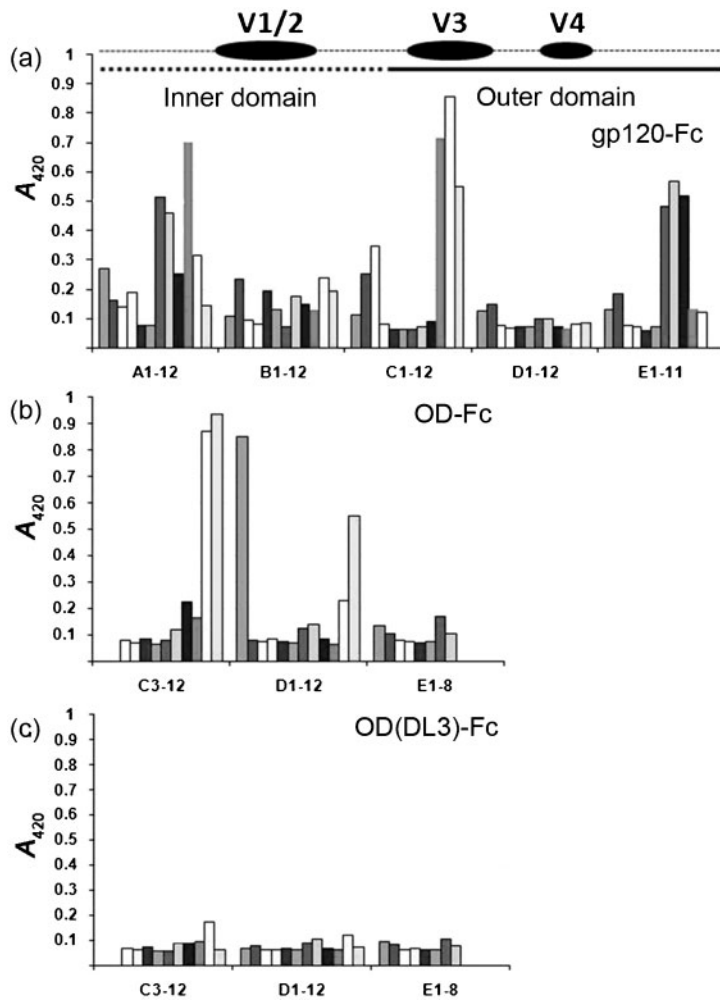 V1/2 V3 V4
(a)
1
0.9
0.8
0.7
0.6
0.5
0.4
0.3
0.2
0.1
A420
Inner domain Outer domain
gp120-Fc
A1-12 B1-12 C1-12 D1-12 E1-11
(b)
OD-Fc
1
0.9
0.8
0.7
0.6
0.5
0.4
0.3
0.2
0.1
A420
C3-12 D1-12 E1-8
(c)
OD(DL3)-Fc
1
0.9
0.8
0.7
0.6
0.5
0.4
0.3
0.2
0.1
A420
C3-12 D1-12 E1-8